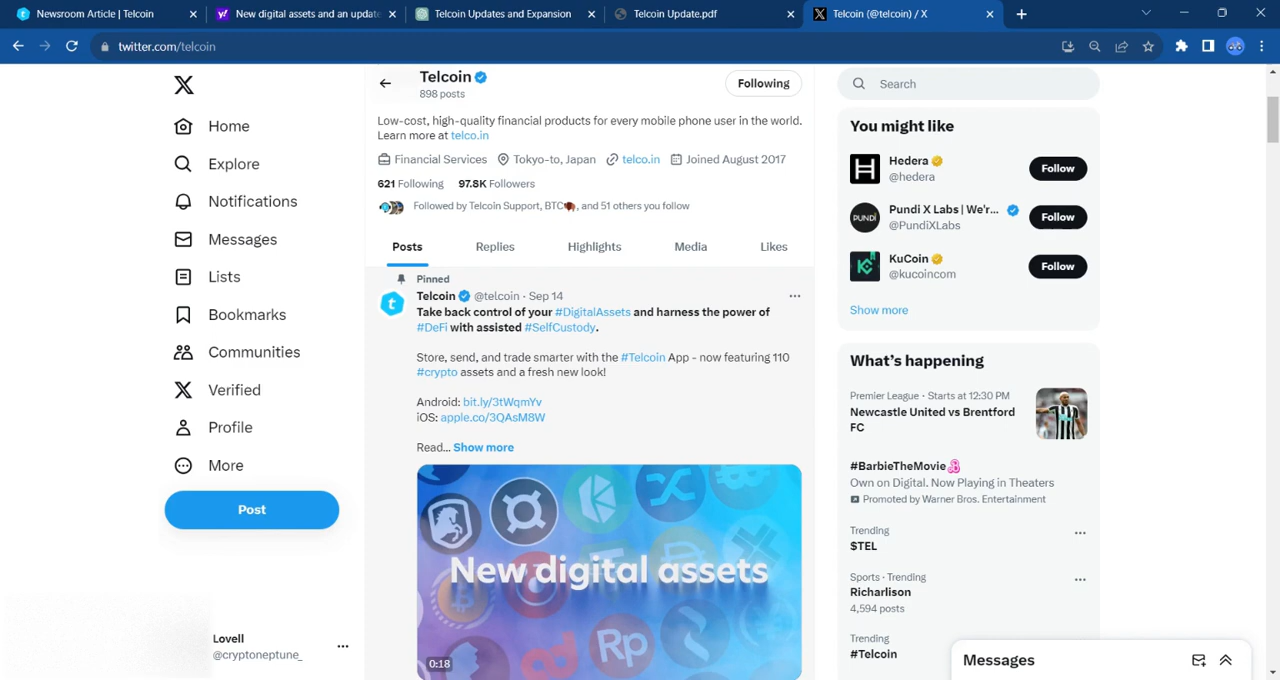 Newsroom Article | Telcoin
New digital assets and an update
Telcoin Updates and Expansion
Telcoin Update.pdf
Telcoin (@telcoin) / X
twitter.com/telcoin
Home
Explore
Notifications
Messages
Lists
Bookmarks
Communities
Verified
Profile
More
Post
Lovell
@cryptoneptune_
Telcoin
898 posts
Following
Low-cost, high-quality financial products for every mobile phone user in the world.
Learn more at telco.in
Financial Services Tokyo-to, Japan telco.in Joined August 2017
621 Following 97.8K Followers
Followed by Telcoin Support, BTC, and 51 others you follow
Posts Replies Highlights Media Likes
Pinned
Telcoin @telcoin · Sep 14
Take back control of your #DigitalAssets and harness the power of
#DeFi with assisted #SelfCustody.
Store, send, and trade smarter with the #Telcoin App - now featuring 110
#crypto assets and a fresh new look!
Android: bit.ly/3tWqmYv
iOS: apple.co/3QAsM8W
Read... Show more
New digital assets
Rp
0:18
Search
You might like
Hedera
@hedera
Follow
PUNDI
Pundi X Labs | We'r...
@PundiXLabs
Follow
KuCoin
@kucoincom
Follow
Show more
What's happening
Premier League · Starts at 12:30 PM
Newcastle United vs Brentford
FC
#BarbieTheMovie
Own on Digital. Now Playing in Theaters
Promoted by Warner Bros. Entertainment
Trending
$TEL
Sports · Trending
Richarlison
4,594 posts
Trending
#Telcoin
Messages